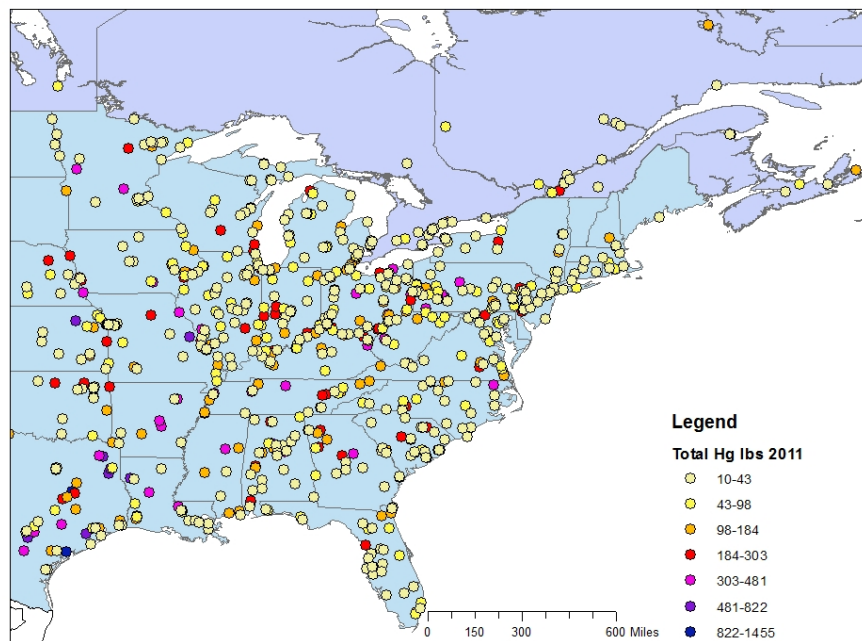 Legend
Total Hg lbs 2011
10-43
43-98
98-184
184-303
303-481
481-822
822-1455
0 150 300 600 Miles